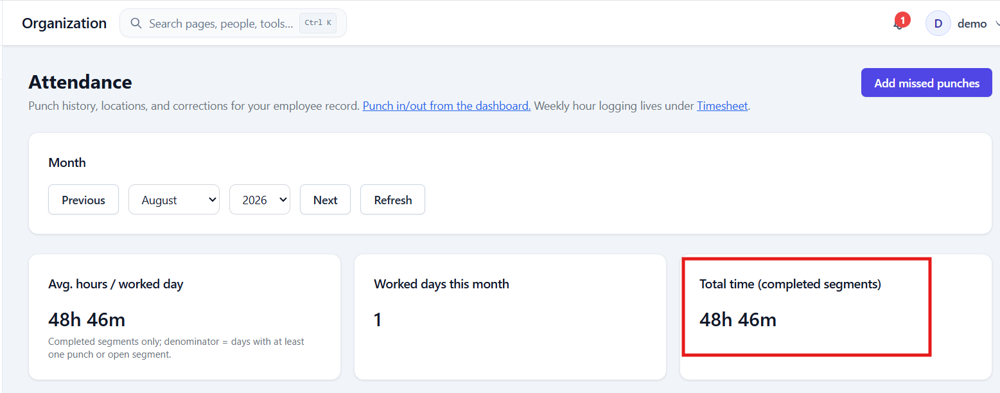 Organization
Search pages, people, tools...
Ctrl K
1
D
demo
Attendance
Add missed punches
Punch history, locations, and corrections for your employee record. Punch in/out from the dashboard. Weekly hour logging lives under Timesheet.
Month
Previous
August
2026
Next
Refresh
Avg. hours / worked day
48h 46m
Completed segments only; denominator = days with at least
one punch or open segment.
Worked days this month
1
Total time (completed segments)
48h 46m